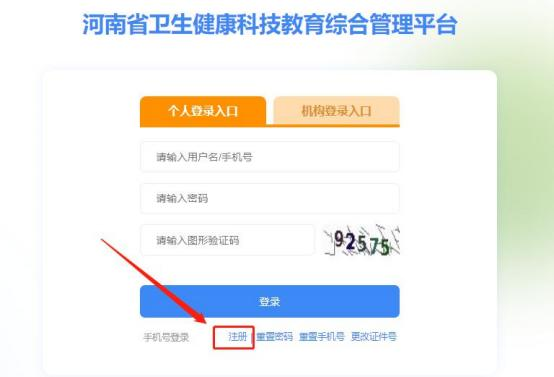 河南省卫生健康科技教育综合管理平台
个人登录入口 机构登录入口
请输入用户名/手机号
请输入密码
请输入图形验证码 92575
登录
手机号登录 注册 重置密码 重置手机号 更改证件号